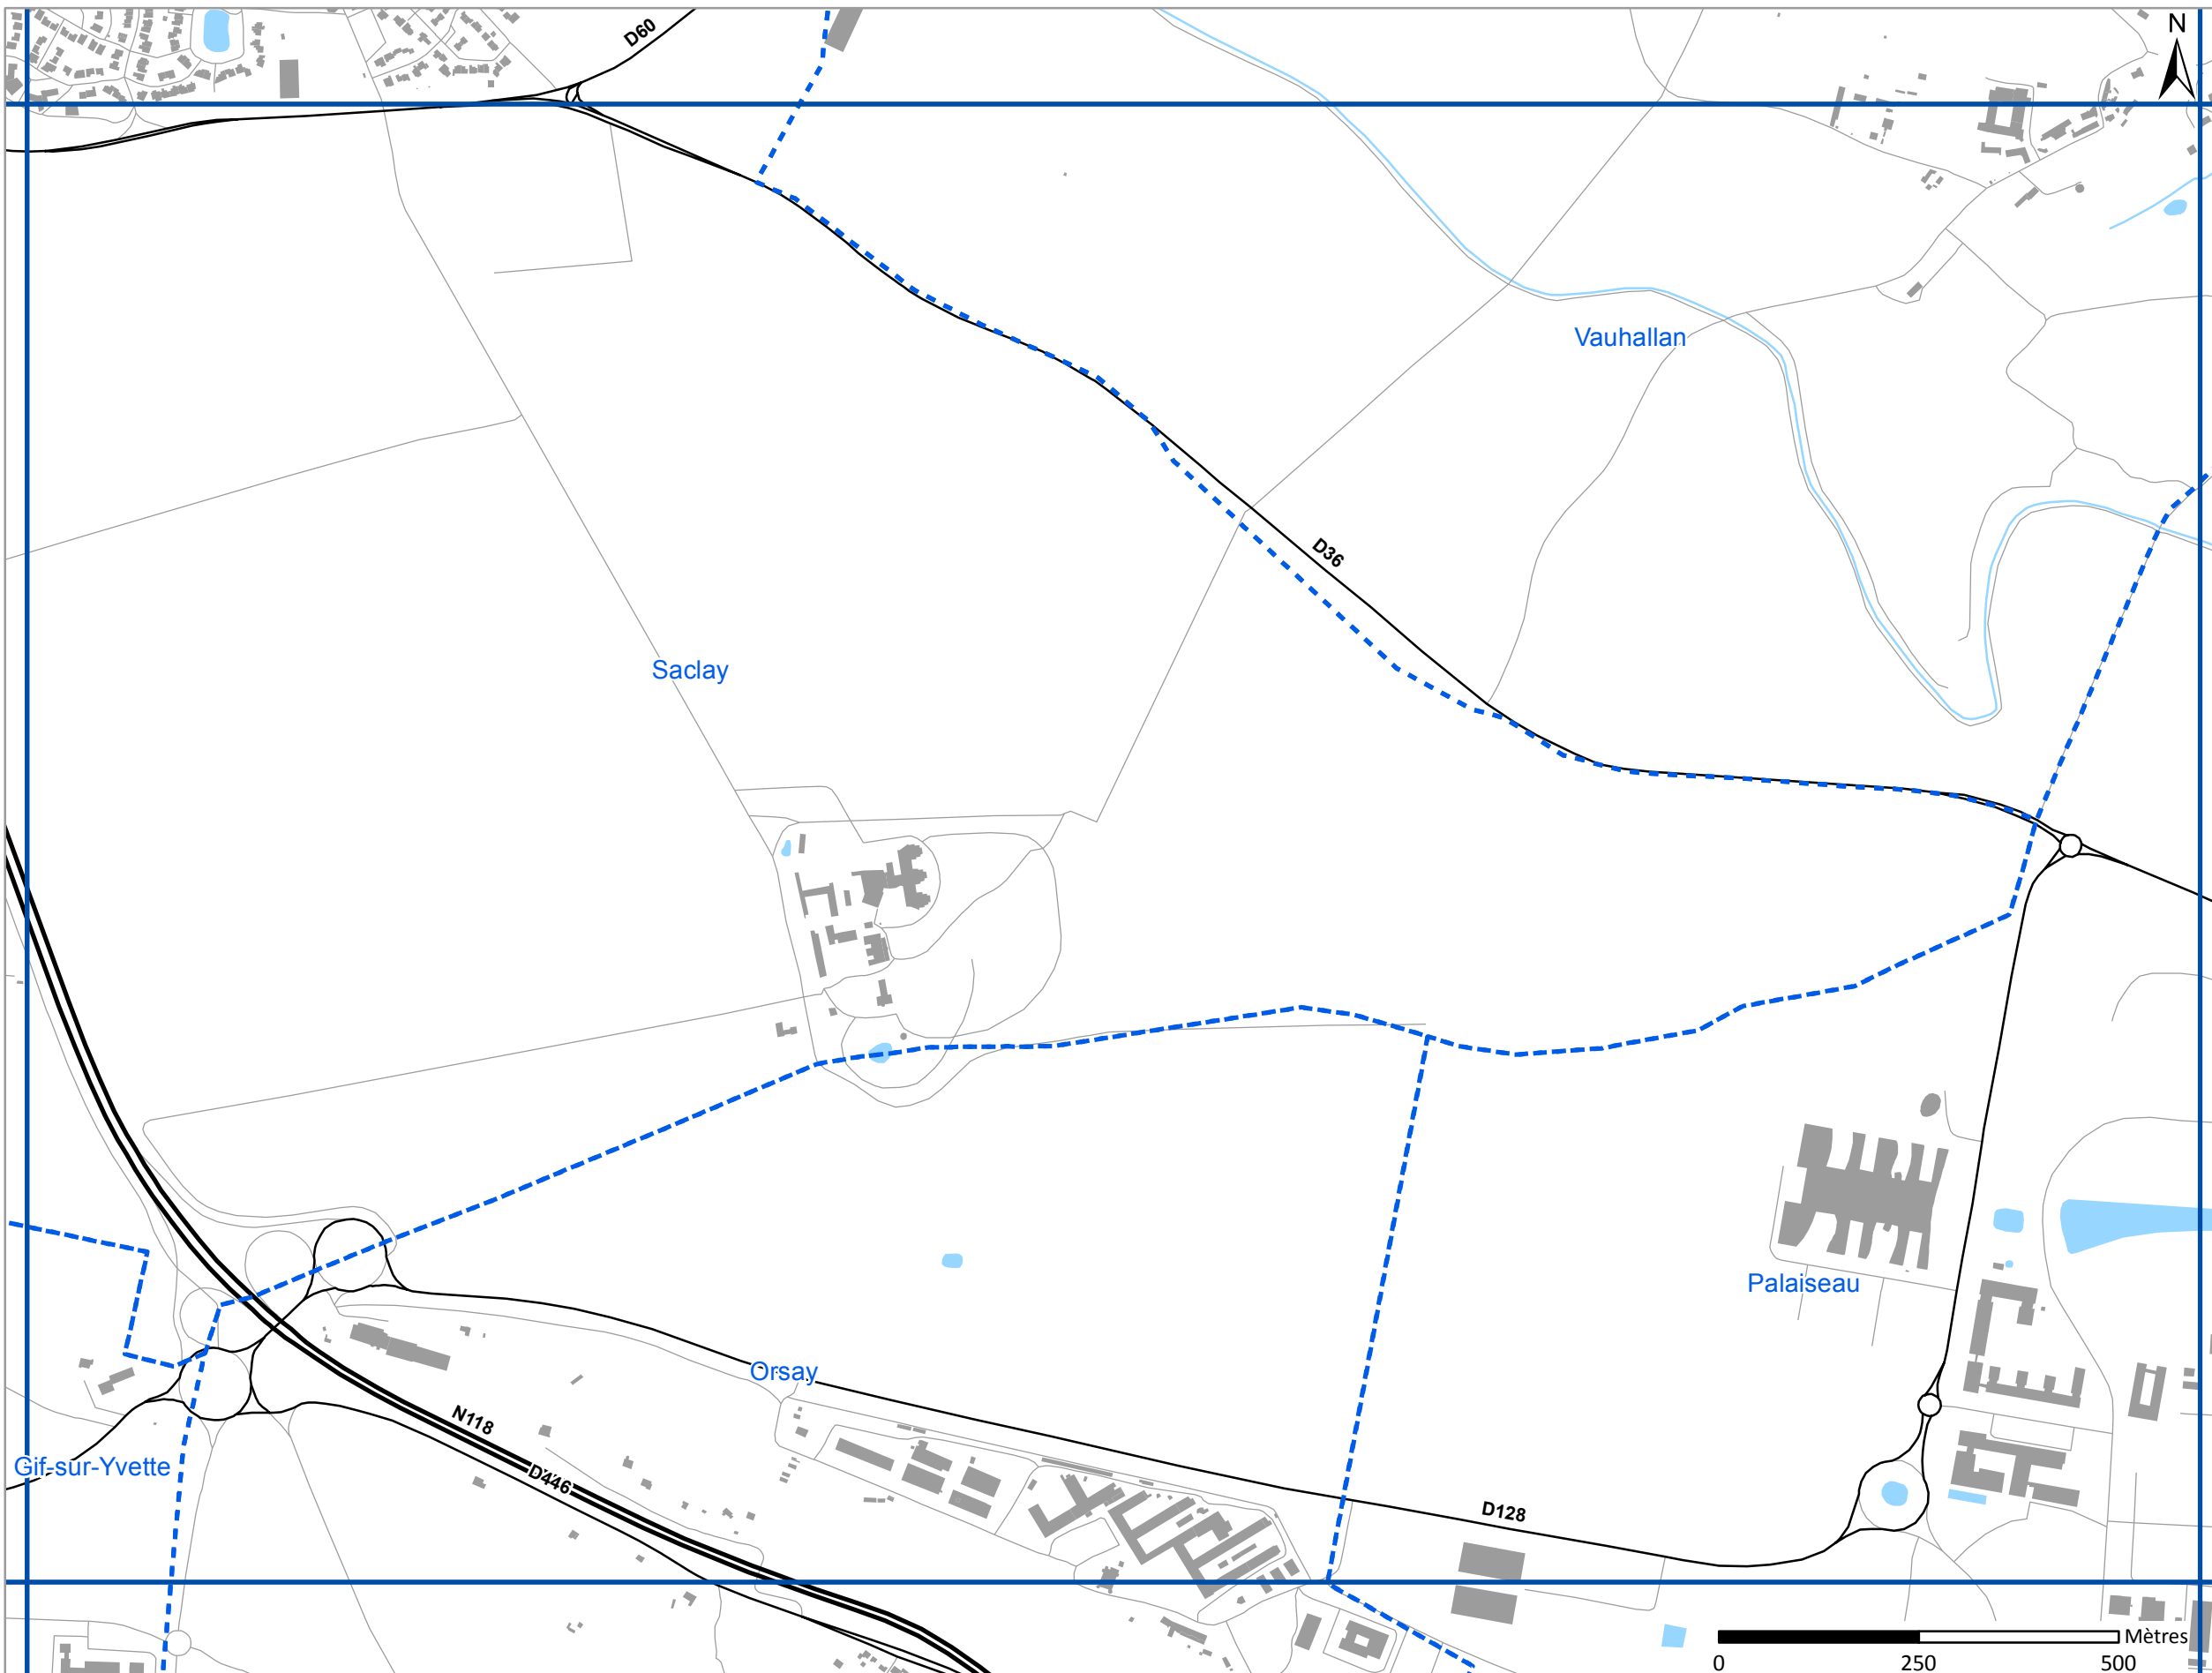 D60
N
Vauhallan
D36
Saclay
Palaiseau
Orsay
N118
Gif-sur-Yvette
D446
D128
Mètres
0 250 500